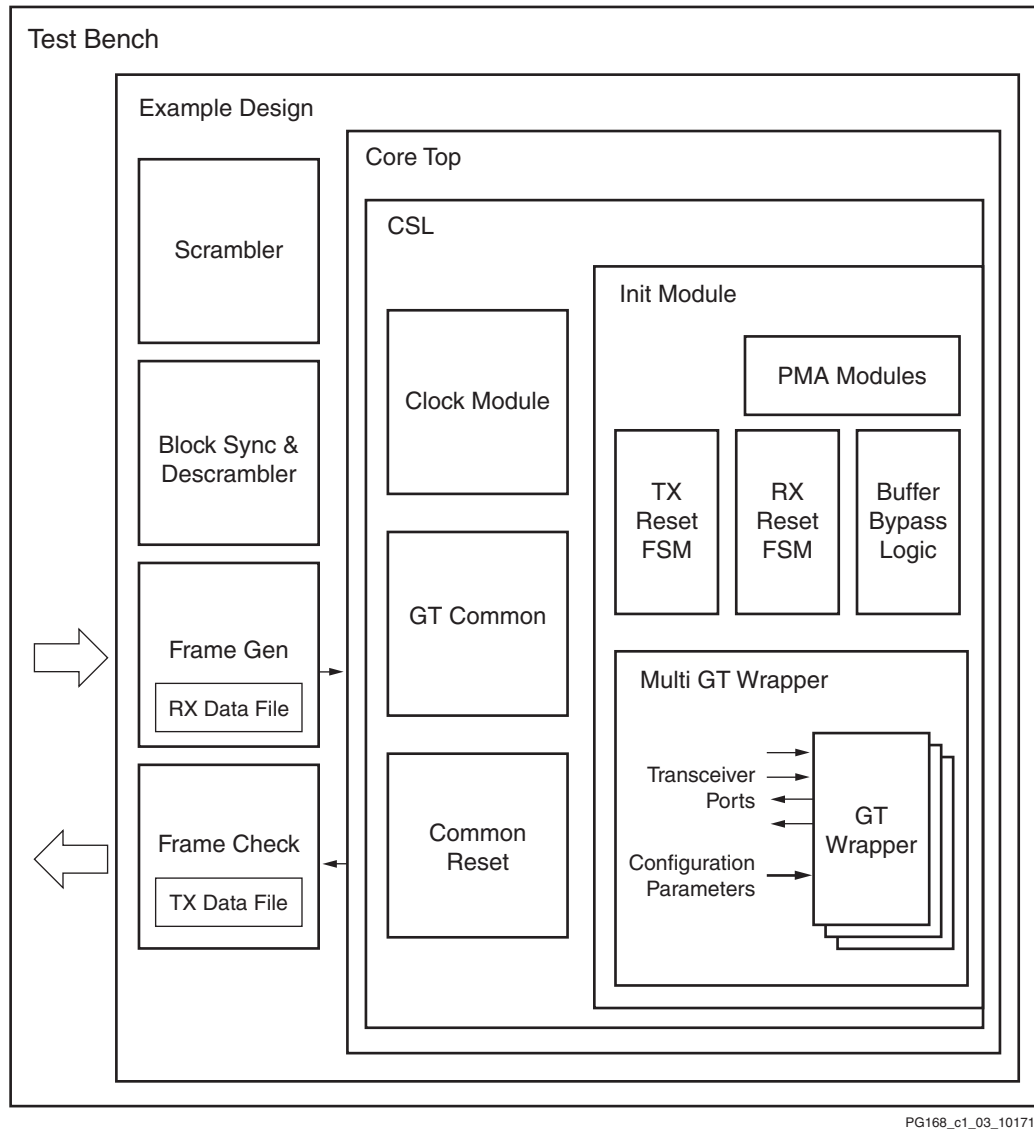 Test Bench
Example Design
Core Top
CSL
Scrambler
Init Module
Clock Module
PMA Modules
Block Sync &
Descrambler
TX
Reset
FSM
RX
Reset
FSM
Buffer
Bypass
Logic
GT Common
Frame Gen
RX Data File
Multi GT Wrapper
Transceiver
Ports
GT
Wrapper
Configuration
Parameters
Common
Reset
Frame Check
TX Data File
PG168_c1_03_10171